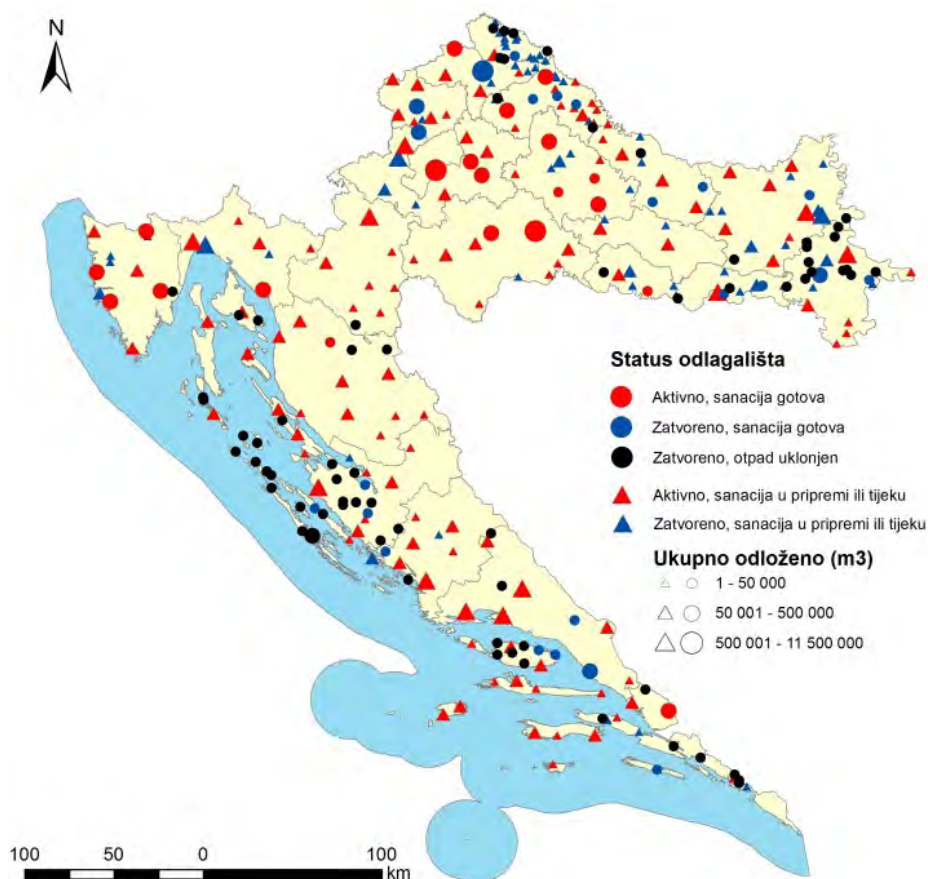 N
Status odlagališta
Aktivno, sanacija gotova
Zatvoreno, sanacija gotova
Zatvoreno, otpad uklonjen
Aktivno, sanacija u pripremi ili tijeku
Zatvoreno, sanacija u pripremi ili tijeku
Ukupno odloženo (m3)
1 - 50 000
50 001 - 500 000
500 001 - 11 500 000
100 50 0 100
km